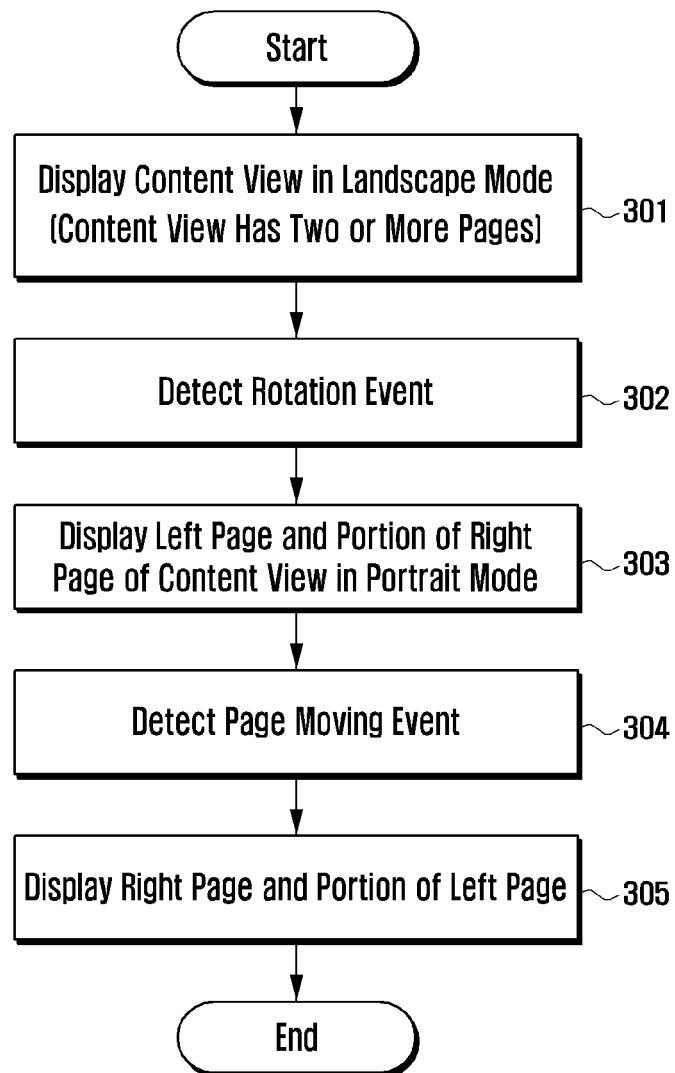 Start
Display Content View in Landscape Mode
(Content View Has Two or More Pages)
301
Detect Rotation Event
302
Display Left Page and Portion of Right
Page of Content View in Portrait Mode
303
Detect Page Moving Event
304
Display Right Page and Portion of Left Page
305
End